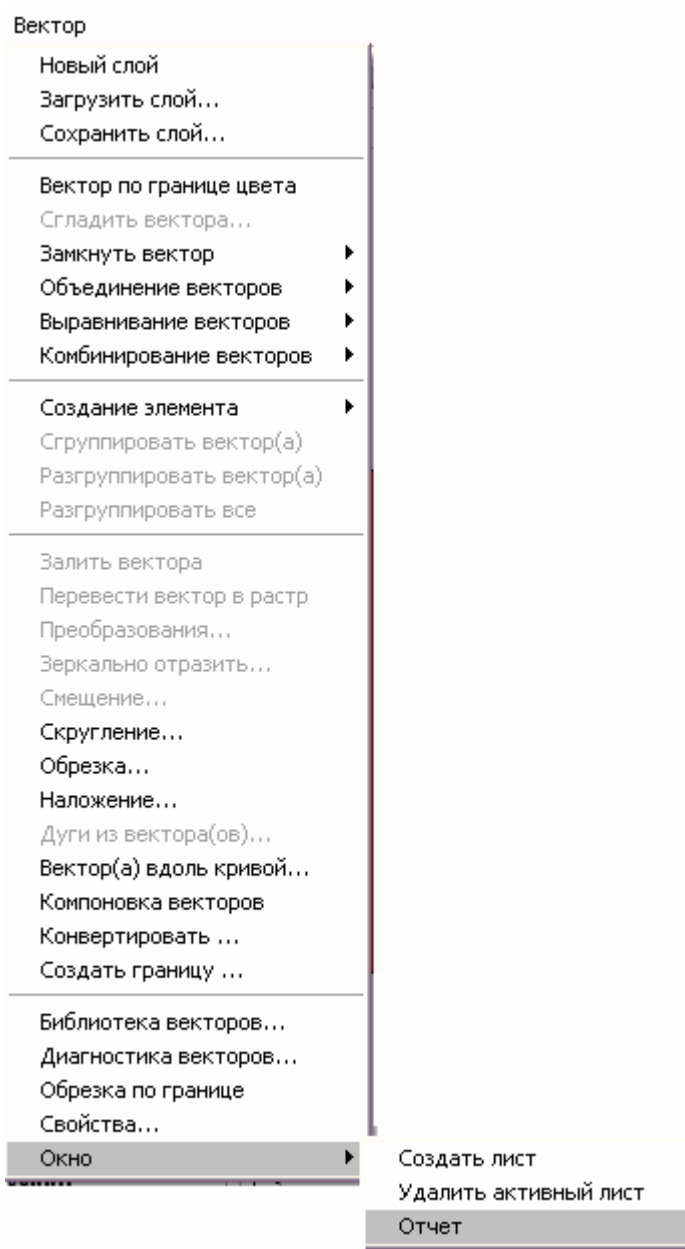 Вектор
Новый слой
Загрузить слой...
Сохранить слой...
Вектор по границе цвета
Сгладить вектора...
Замкнуть вектор
Объединение векторов
Выравнивание векторов
Комбинирование векторов
Создание элемента
Сгруппировать вектор(а)
Разгруппировать вектор(а)
Разгруппировать все
Залить вектора
Перевести вектор в растр
Преобразования...
Зеркально отразить...
Смещение...
Скругление...
Обрезка...
Наложение...
Дуги из вектора(ов)...
Вектор(а) вдоль кривой...
Компоновка векторов
Конвертировать ...
Создать границу ...
Библиотека векторов...
Диагностика векторов...
Обрезка по границе
Свойства...
Окно
Создать лист
Удалить активный лист
Отчет